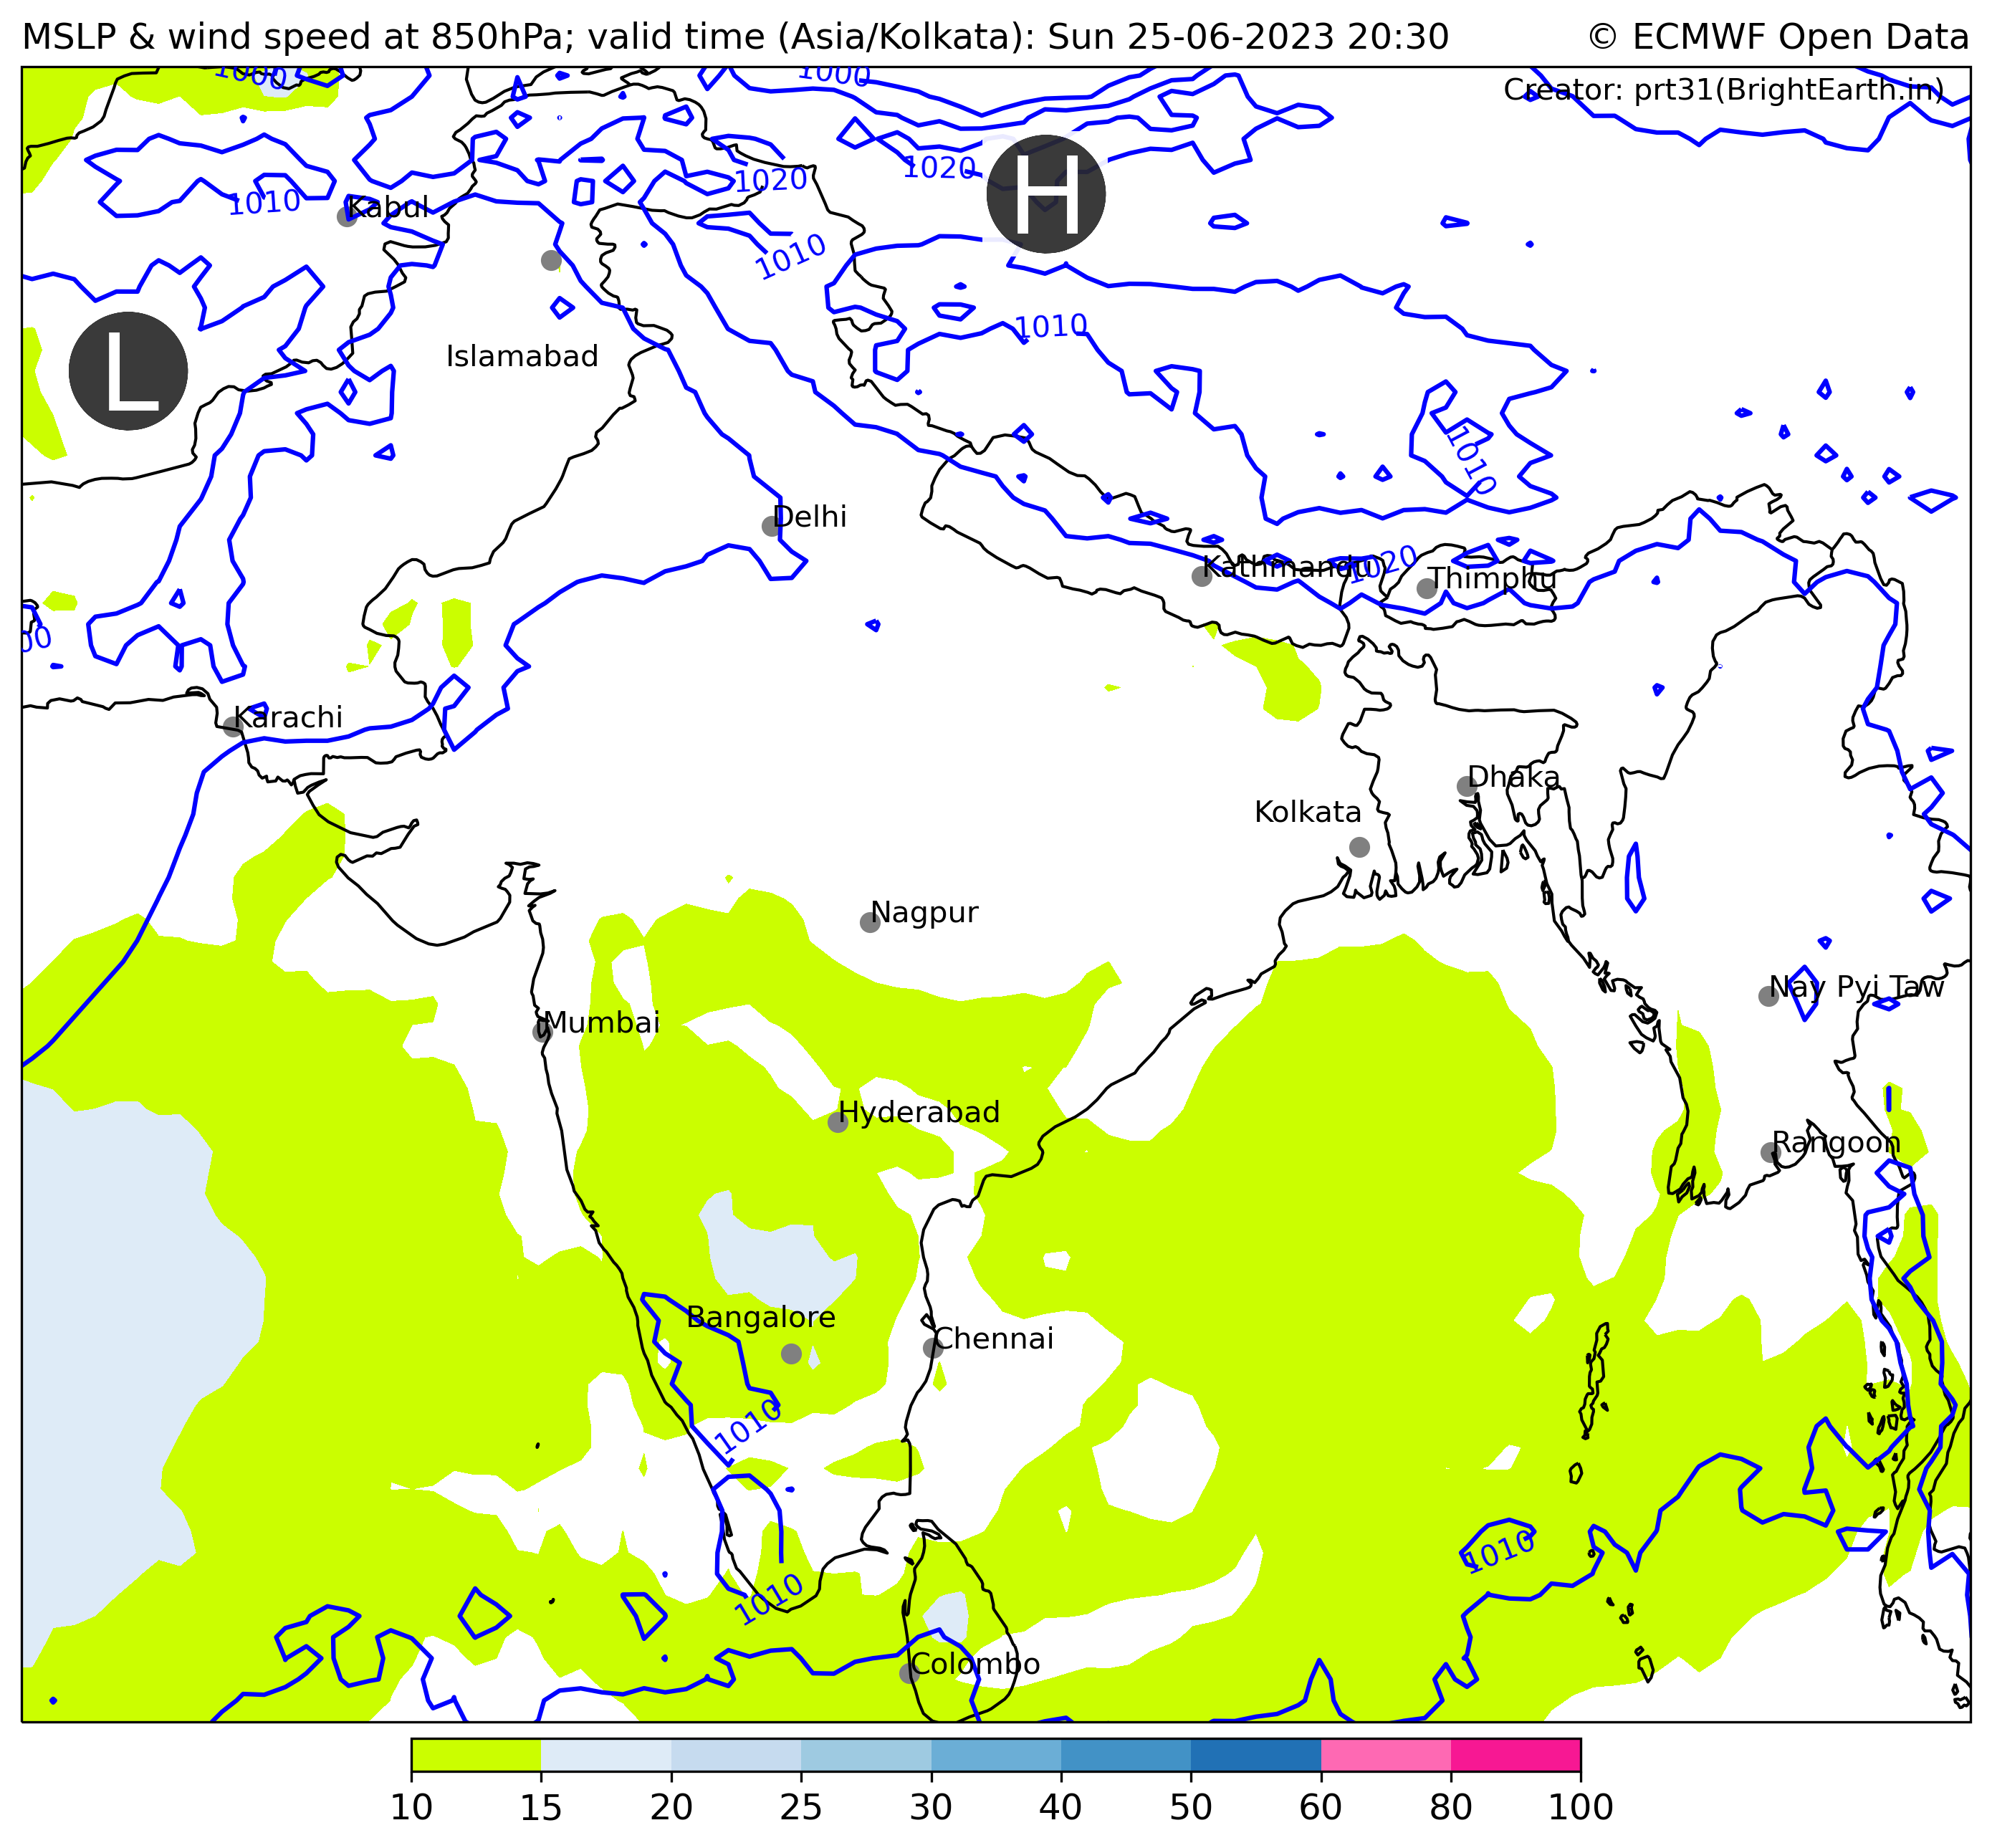 MSLP & wind speed at 850hPa; valid time (Asia/Kolkata): Sun 25-06-2023 20:30
© ECMWF Open Data
1000
1000
Creator: prt31(BrightEarth.in)
1020
1020
H
1010
Kabul
1010
1010
L
Islamabad
1010
Delhi
Kathmandu
1020
Thimphu
00
Karachi
Dhaka
Kolkata
Nagpur
Nay Pyi Taw
Mumbai
Hyderabad
Rangoon
Bangalore
Chennai
1010
1010
1010
Colombo
10 15 20 25 30 40 50 60 80 100